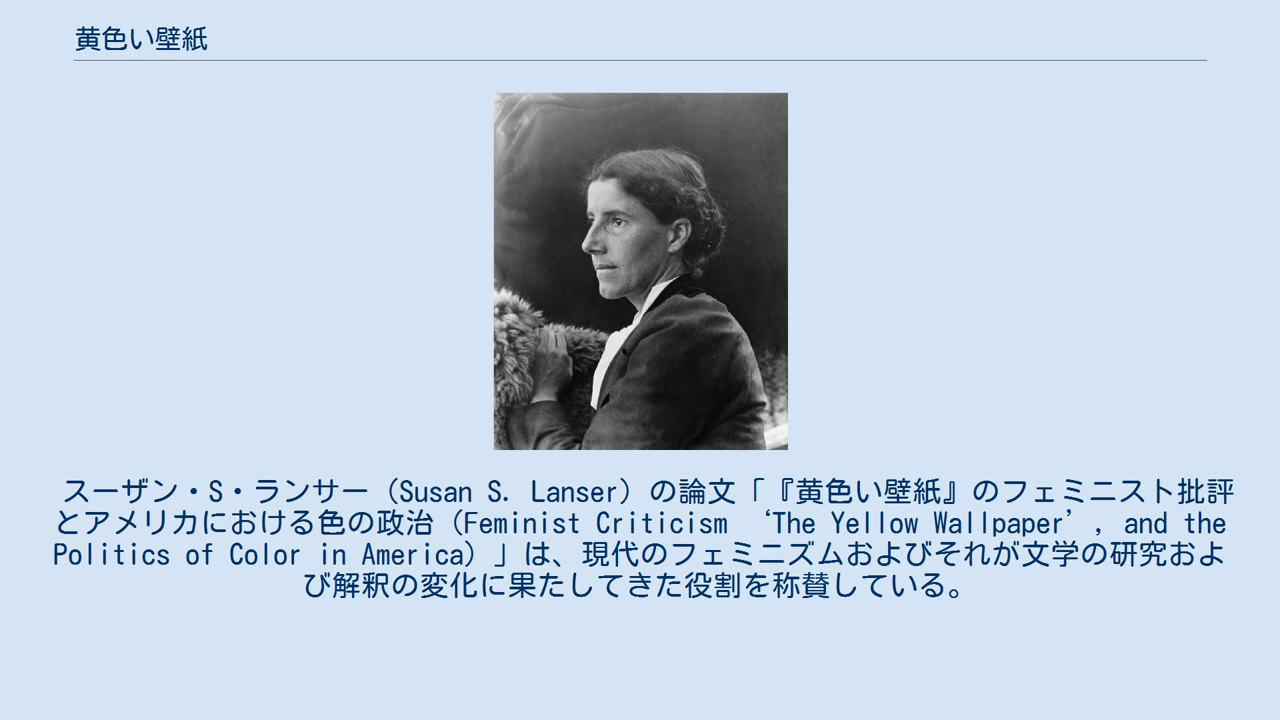 黄色い壁紙
スーザン・S・ランサー（Susan S. Lanser）の論文「『黄色い壁紙』のフェミニスト批評
とアメリカにおける色の政治（Feminist Criticism ‘The Yellow Wallpaper’, and the
Politics of Color in America）」は、現代のフェミニズムおよびそれが文学の研究およ
び解釈の変化に果たしてきた役割を称賛している。